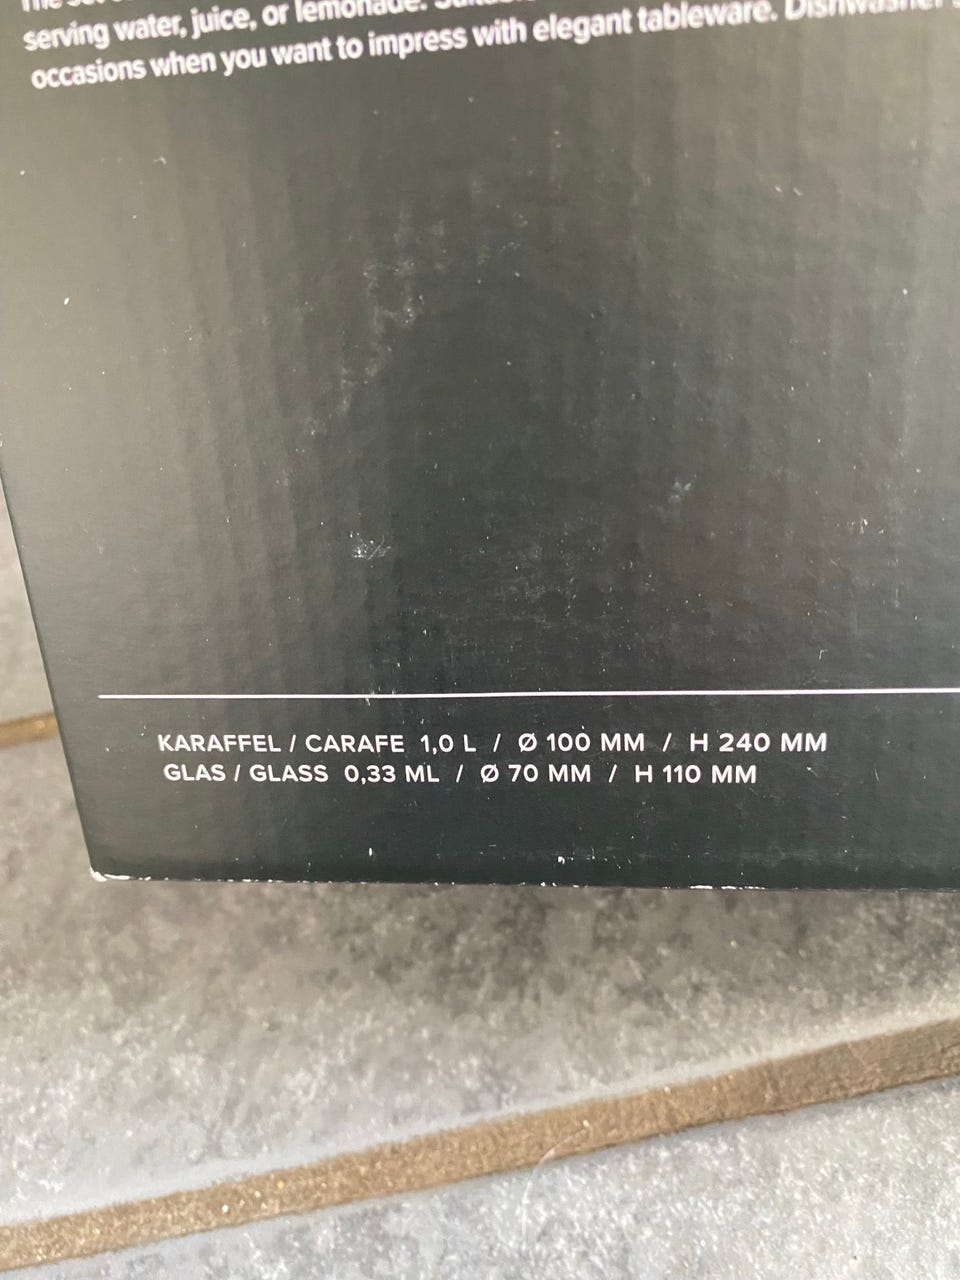 serving water, juice, or lemonade.
occasions when you want to impress with elegant tableware. Dishwasher
KARAFFEL / CARAFE 1,0 L / Ø 100 MM / H 240 MM
GLAS / GLASS 0,33 ML / Ø 70 MM / H 110 MM